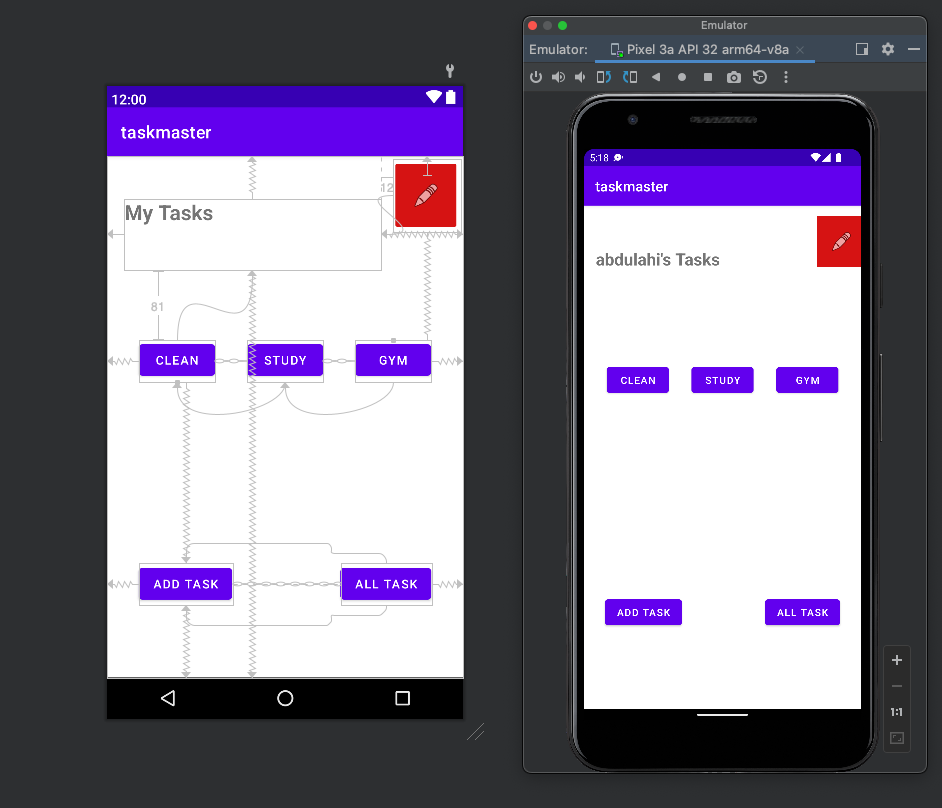 Emulator
Emulator: Pixel 3a API 32 arm64-v8a
12:00
taskmaster
12
My Tasks
81
CLEAN STUDY GYM
ADD TASK ALL TASK
5:18
taskmaster
abdulahi's Tasks
CLEAN STUDY GYM
ADD TASK ALL TASK
1:1